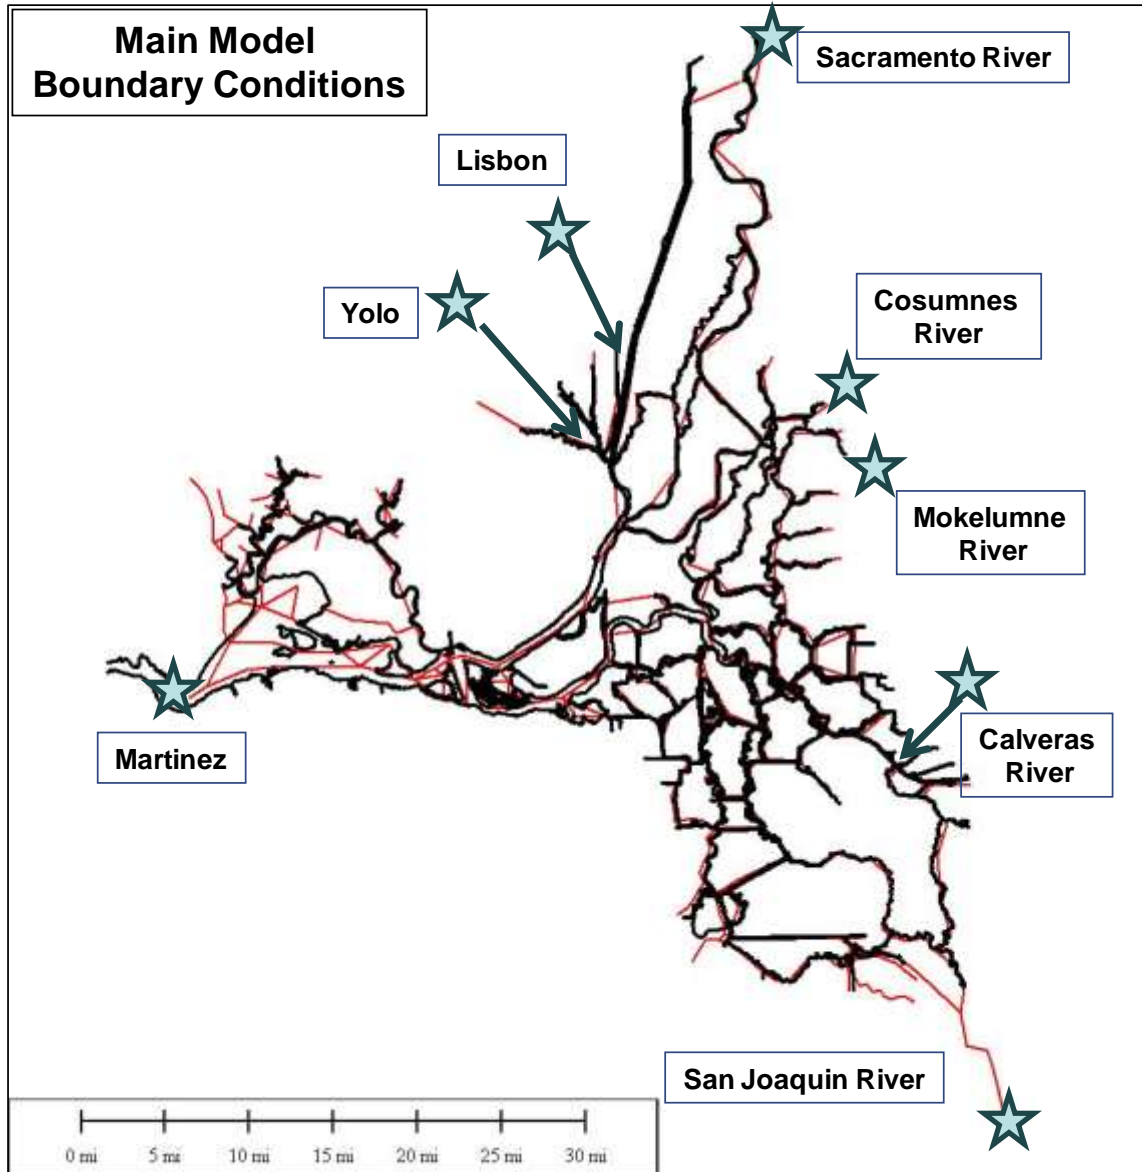 Main Model
Boundary Conditions
Sacramento River
Lisbon
Yolo
Cosumnes
River
Mokelumne
River
Martinez
Calveras
River
San Joaquin River
0 mi 5 mi 10 mi 15 mi 20 mi 25 mi 30 mi